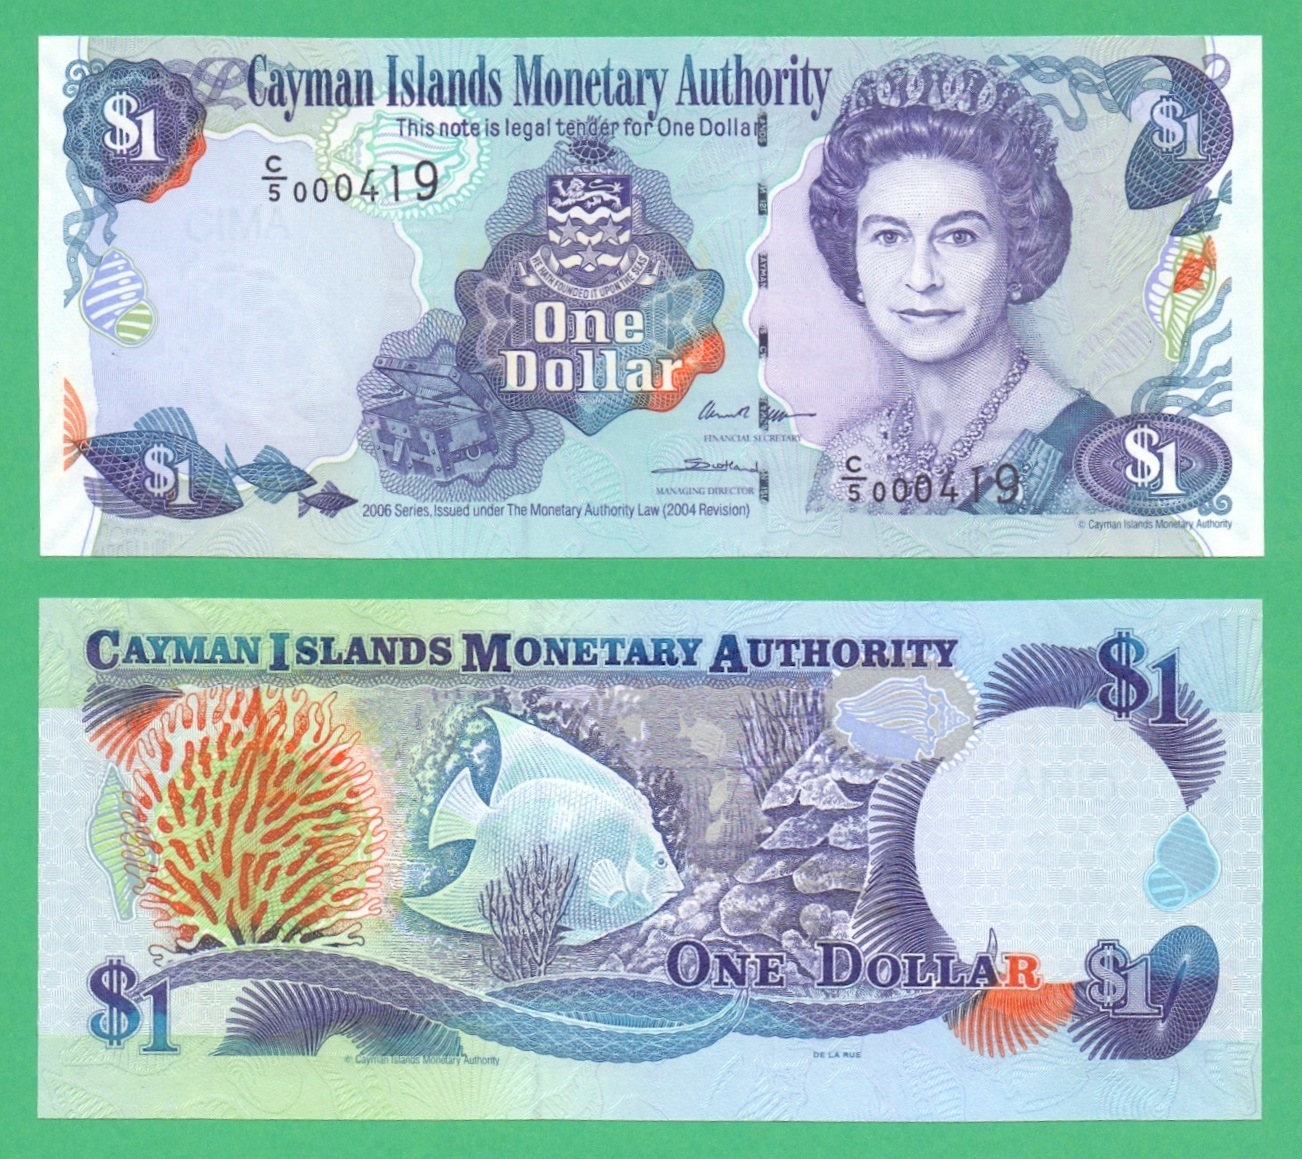 Cayman Islands Monetary Authority
This note is legal tender for One Dollar
$1
$1
C/5 000419
CIMA
HE HATH FOUNDED IT UPON THE SEAS
One
Dollar
FINANCIAL SECRETARY
MANAGING DIRECTOR
C/5 000419
$1
$1
2006 Series, Issued under The Monetary Authority Law (2004 Revision)
© Cayman Islands Monetary Authority
CAYMAN ISLANDS MONETARY AUTHORITY
$1
ONE DOLLAR
$1
$1
© Cayman Islands Monetary Authority
DE LA RUE